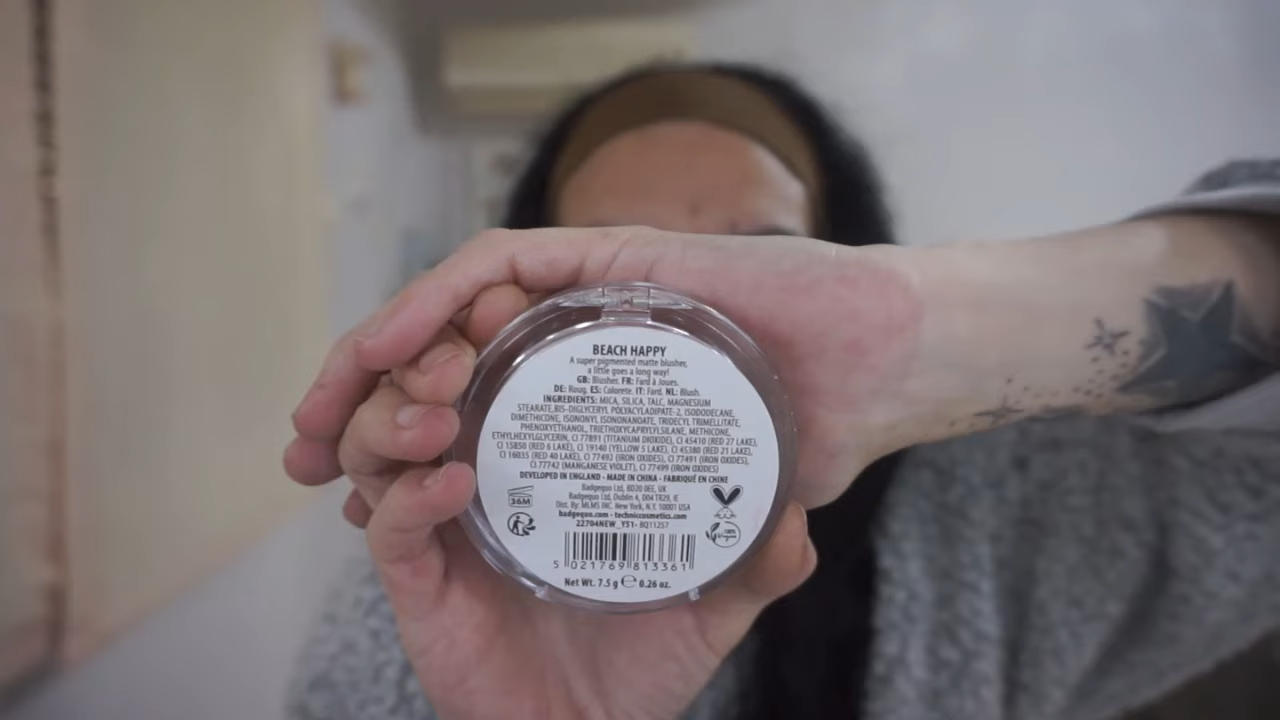 BEACH HAPPY
A super pigmented matte blusher,
a little goes a long way!
GB: Blusher. FR: Fard à Joues.
DE: Roug. ES: Colorete. IT: Fard. NL: Blush.
INGREDIENTS: MICA, SILICA, TALC, MAGNESIUM
STEARATE,BIS-DIGLYCERYL POLYACYLADIPATE-2, ISODODECANE,
DIMETHICONE, ISONONYL ISONONANOATE, TRIDECYL TRIMELLITATE,
PHENOXYETHANOL, TRIETHOXYCAPRYLYLSILANE, METHICONE,
ETHYLHEXYLGLYCERIN, CI 77891 (TITANIUM DIOXIDE), CI 45410 (RED 27 LAKE),
CI 15850 (RED 6 LAKE), CI 19140 (YELLOW 5 LAKE), CI 45380 (RED 21 LAKE),
CI 16035 (RED 40 LAKE), CI 77492 (IRON OXIDES), CI 77491 (IRON OXIDES),
CI 77742 (MANGANESE VIOLET), CI 77499 (IRON OXIDES)
DEVELOPED IN ENGLAND - MADE IN CHINA - FABRIQUÉ EN CHINE
Badgequo Ltd, BD20 0EE, UK
Badgequo Ltd, Dublin 4, D04 TR29, IE
Dist. By: MLMS INC. New York, N.Y. 10001 USA
badgequo.com - techniccosmetics.com
22704NEW_YS1- BQ11257
36M
100%
Vegan
5 021769 813361
Net Wt. 7.5 g ℮ 0.26 oz.